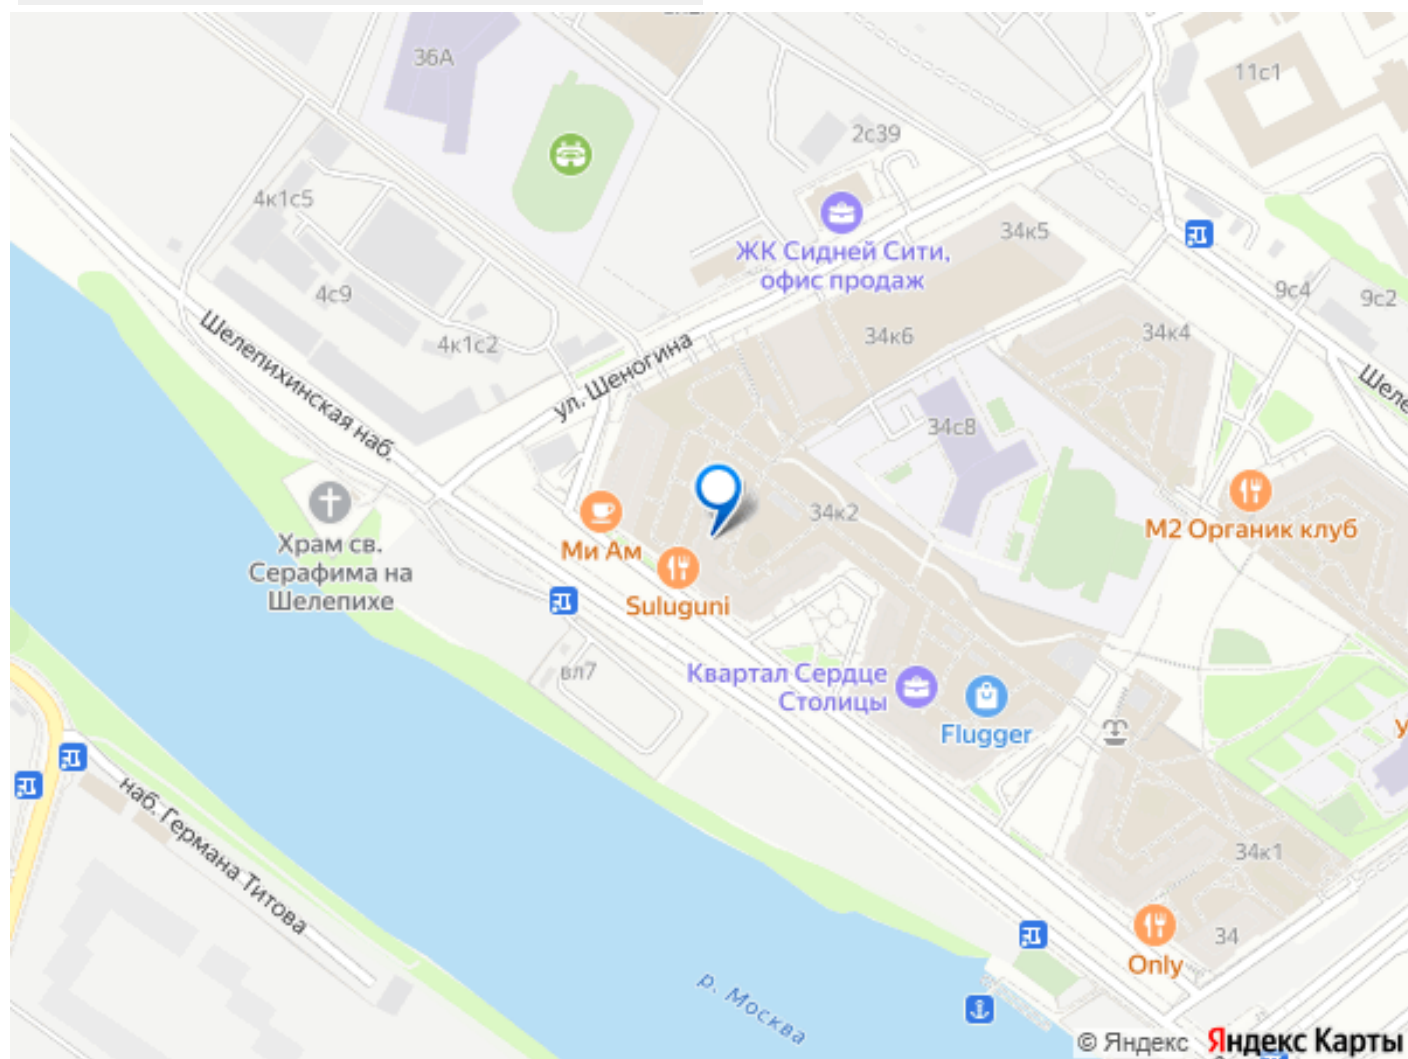 36А
11с1
2с39
4к1с5
34к5
ЖК Сидней Сити,
офис продаж
4с9
9с4
9с2
34к6
34к4
4к1с2
Шелепихинская наб.
ул. Шеногина
Шеле
34с8
34к2
М2 Органик клуб
Ми Ам
Храм св.
Серафима на
Шелепихе
Suluguni
вл7
Квартал Сердце
Столицы
Flugger
У
наб. Германа Титова
34к1
34
Only
р. Москва
© Яндекс Яндекс Карты